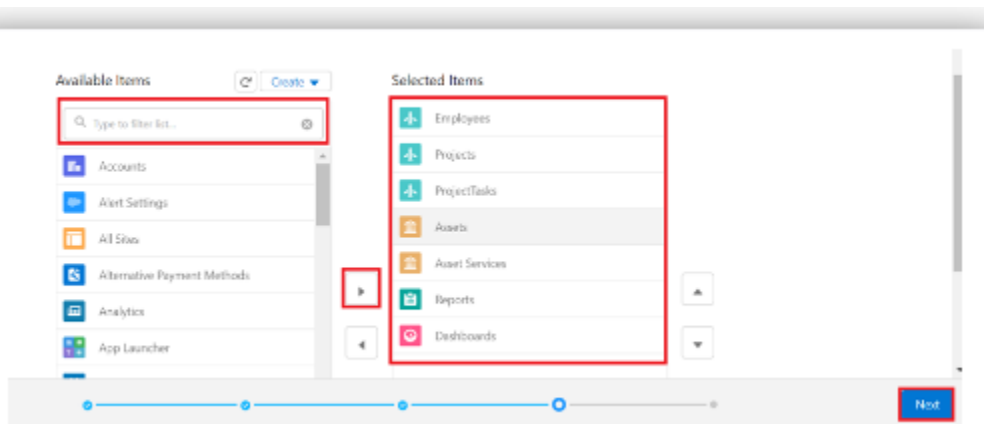 Available Items
Create
Selected Items
Type to filter list...
Accounts
Alert Settings
All Sites
Alternative Payment Methods
Analytics
App Launcher
Employees
Projects
ProjectTasks
Assets
Asset Services
Reports
Dashboards
Next